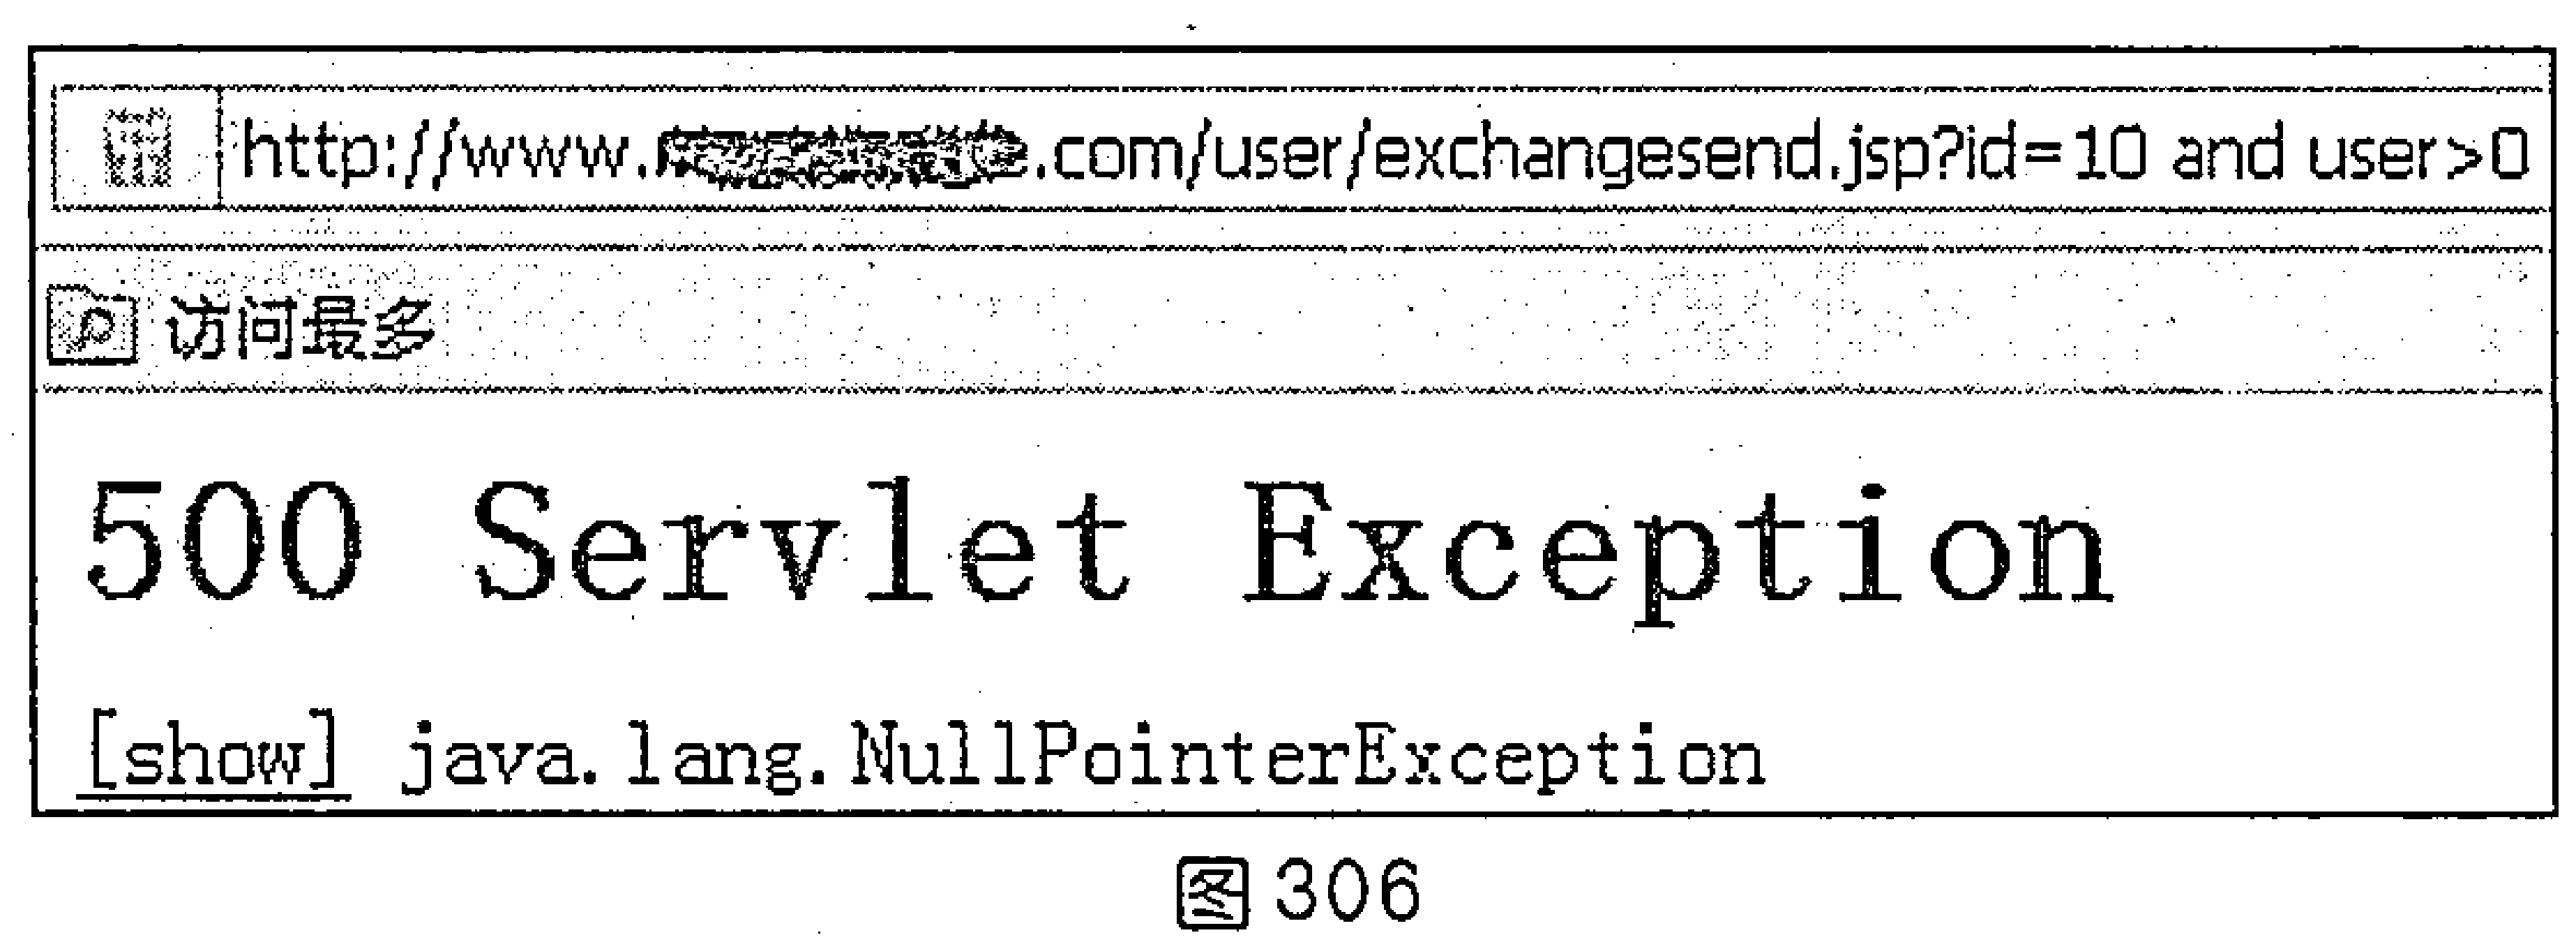 http://www. .com/user/exchangesend.jsp?id=10 and user>0
访问最多
500 Servlet Exception
[show] java.lang.NullPointerException
图306